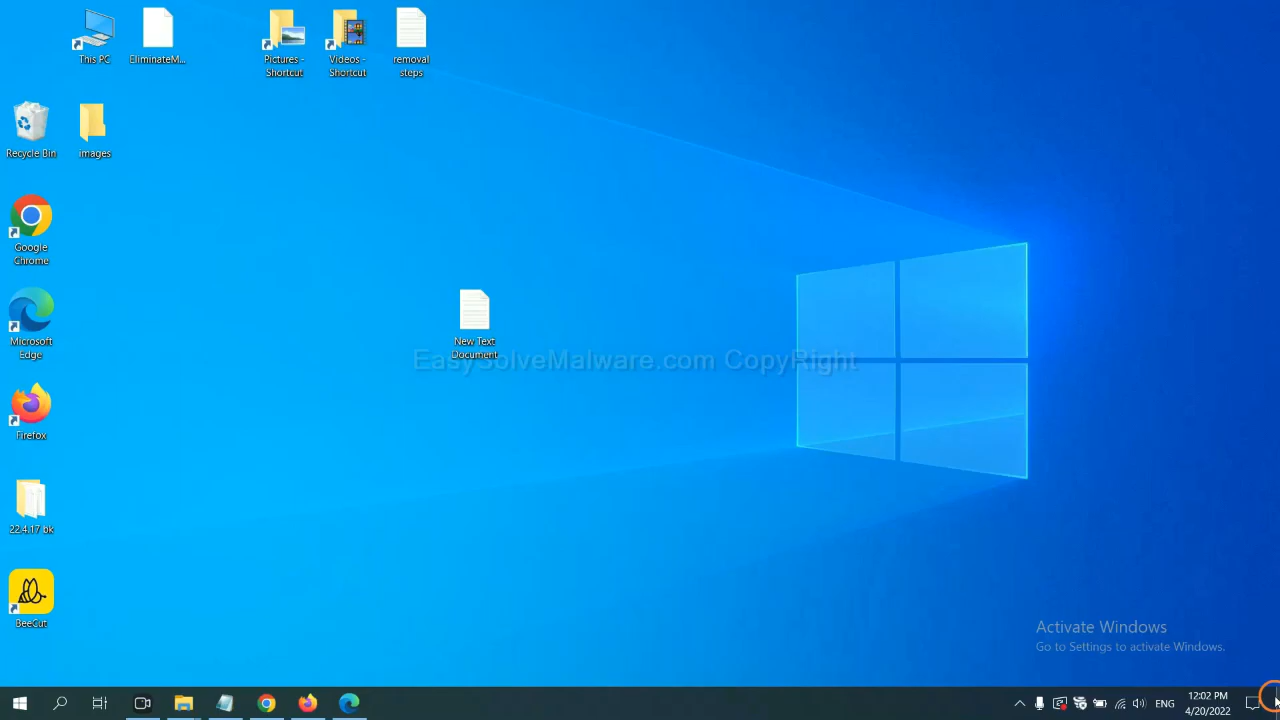 This PC
EliminateM...
Pictures -
Shortcut
Videos -
Shortcut
removal
steps
Recycle Bin
images
Google
Chrome
Microsoft
Edge
New Text
Document
EasySolveMalware.com CopyRight
Firefox
22.4.17 bk
BeeCut
Activate Windows
Go to Settings to activate Windows.
ENG
12:02 PM
4/20/2022